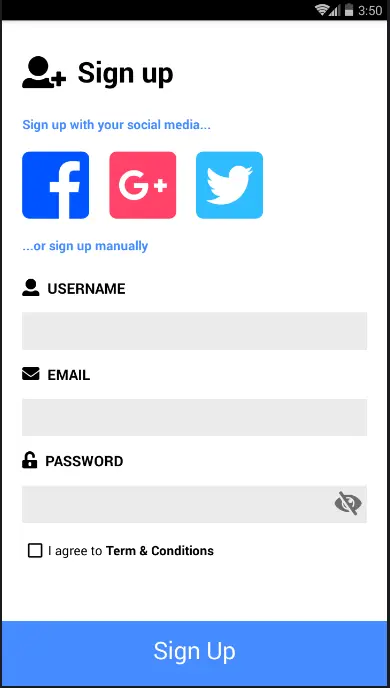 3:50
Sign up
Sign up with your social media...
f G+
...or sign up manually
USERNAME
EMAIL
PASSWORD
I agree to Term & Conditions
Sign Up